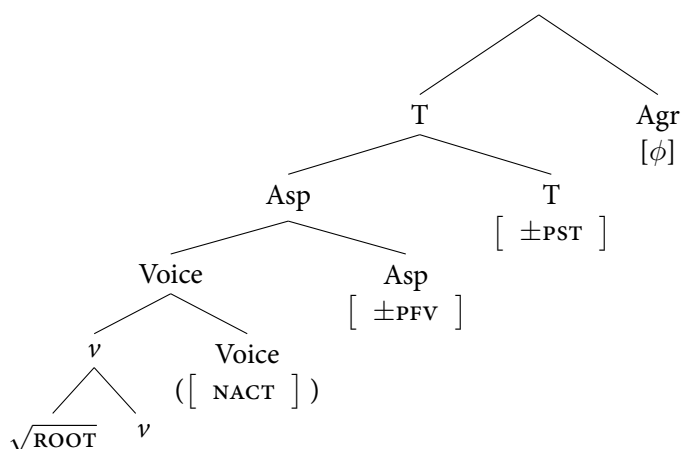 T Agr
[ϕ]
Asp T
[ ±PST ]
Voice Asp
[ ±PFV ]
v Voice
([ NACT ])
√ROOT v